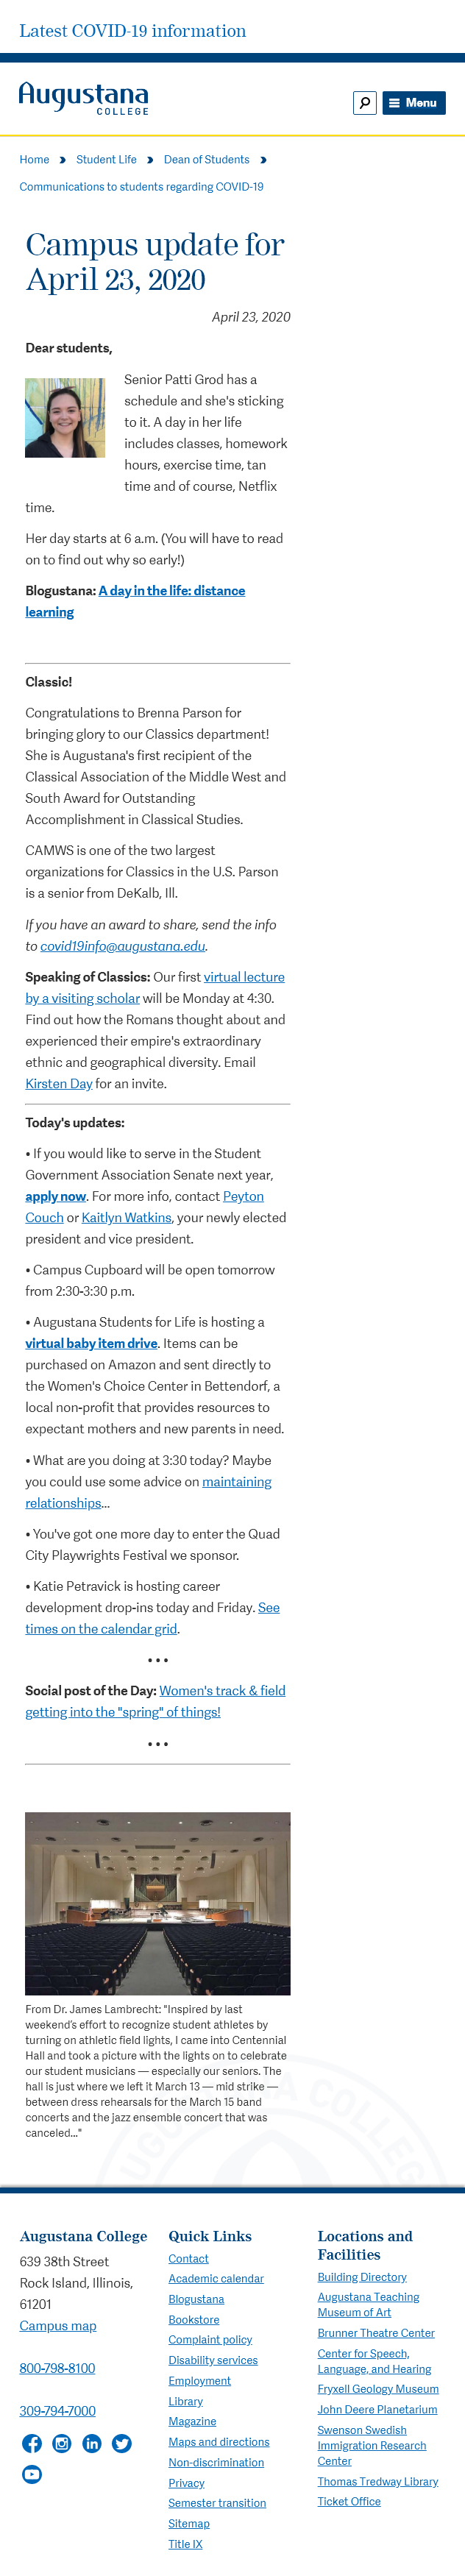 Latest COVID-19 information
Augustana
COLLEGE
Menu
Home Student Life Dean of Students
Communications to students regarding COVID-19
Campus update for
April 23, 2020
April 23, 2020
Dear students,
Senior Patti Grod has a
schedule and she's sticking
to it. A day in her life
includes classes, homework
hours, exercise time, tan
time and of course, Netflix
time.
Her day starts at 6 a.m. (You will have to read
on to find out why so early!)
Blogustana: A day in the life: distance
learning
Classic!
Congratulations to Brenna Parson for
bringing glory to our Classics department!
She is Augustana's first recipient of the
Classical Association of the Middle West and
South Award for Outstanding
Accomplishment in Classical Studies.
CAMWS is one of the two largest
organizations for Classics in the U.S. Parson
is a senior from DeKalb, Ill.
If you have an award to share, send the info
to covid19info@augustana.edu.
Speaking of Classics: Our first virtual lecture
by a visiting scholar will be Monday at 4:30.
Find out how the Romans thought about and
experienced their empire's extraordinary
ethnic and geographical diversity. Email
Kirsten Day for an invite.
Today's updates:
• If you would like to serve in the Student
Government Association Senate next year,
apply now. For more info, contact Peyton
Couch or Kaitlyn Watkins, your newly elected
president and vice president.
• Campus Cupboard will be open tomorrow
from 2:30-3:30 p.m.
• Augustana Students for Life is hosting a
virtual baby item drive. Items can be
purchased on Amazon and sent directly to
the Women's Choice Center in Bettendorf, a
local non-profit that provides resources to
expectant mothers and new parents in need.
• What are you doing at 3:30 today? Maybe
you could use some advice on maintaining
relationships...
• You've got one more day to enter the Quad
City Playwrights Festival we sponsor.
• Katie Petravick is hosting career
development drop-ins today and Friday. See
times on the calendar grid.
• • •
Social post of the Day: Women's track & field
getting into the "spring" of things!
• • •
From Dr. James Lambrecht: "Inspired by last
weekend's effort to recognize student athletes by
turning on athletic field lights, I came into Centennial
Hall and took a picture with the lights on to celebrate
our student musicians — especially our seniors. The
hall is just where we left it March 13 — mid strike —
between dress rehearsals for the March 15 band
concerts and the jazz ensemble concert that was
canceled..."
AUGUSTANA COLLEGE
Augustana College
639 38th Street
Rock Island, Illinois,
61201
Campus map
800-798-8100
309-794-7000
Quick Links
Contact
Academic calendar
Blogustana
Bookstore
Complaint policy
Disability services
Employment
Library
Magazine
Maps and directions
Non-discrimination
Privacy
Semester transition
Sitemap
Title IX
Locations and
Facilities
Building Directory
Augustana Teaching
Museum of Art
Brunner Theatre Center
Center for Speech,
Language, and Hearing
Fryxell Geology Museum
John Deere Planetarium
Swenson Swedish
Immigration Research
Center
Thomas Tredway Library
Ticket Office